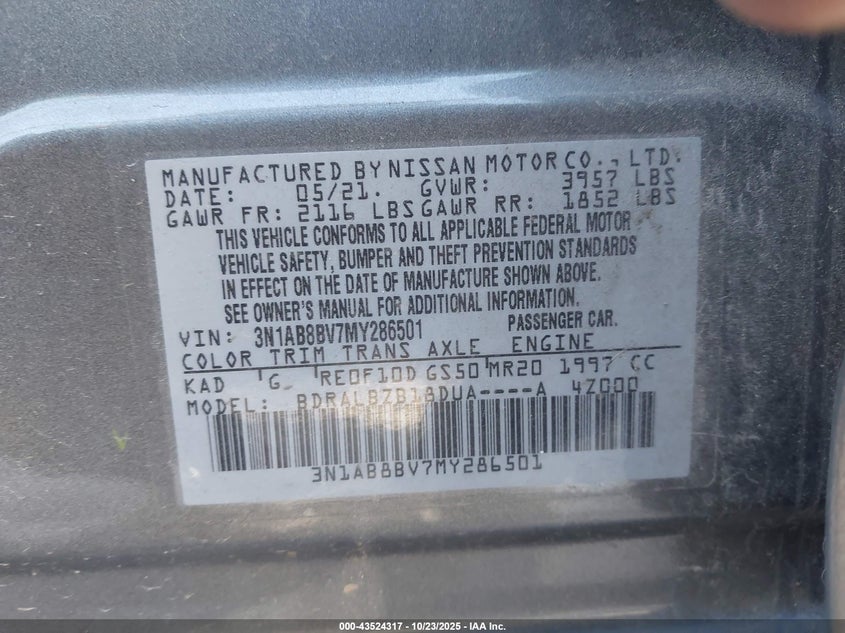 MANUFACTURED BY NISSAN MOTOR CO., LTD.
DATE: 05/21. GVWR: 3957 LBS
GAWR FR: 2116 LBS GAWR RR: 1852 LBS
THIS VEHICLE CONFORMS TO ALL APPLICABLE FEDERAL MOTOR
VEHICLE SAFETY, BUMPER AND THEFT PREVENTION STANDARDS
IN EFFECT ON THE DATE OF MANUFACTURE SHOWN ABOVE.
SEE OWNER'S MANUAL FOR ADDITIONAL INFORMATION.
VIN: 3N1AB8BV7MY286501 PASSENGER CAR.
COLOR TRIM TRANS AXLE ENGINE
KAD G RE0F10D GS50 MR20 1997 CC
MODEL: BDRALBZB18DUA----A 4Z000
3N1AB8BV7MY286501
000-43524317 - 10/23/2025 - IAA Inc.